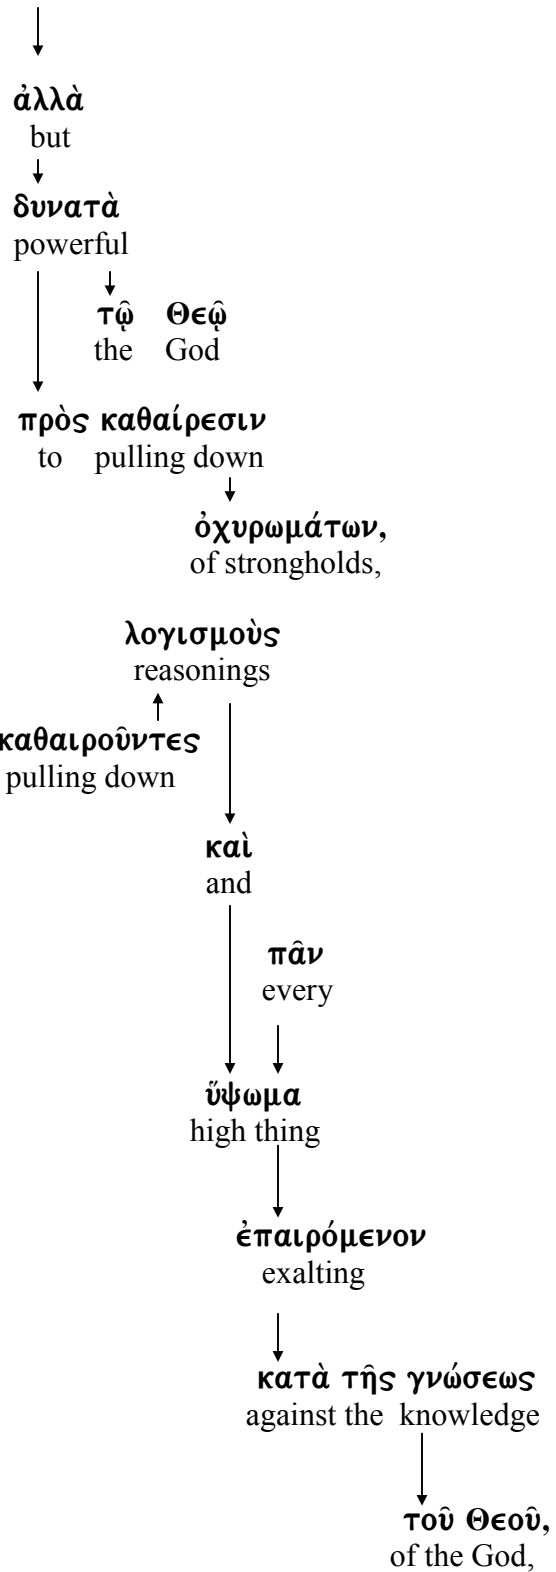 ἀλλὰ
but
δυνατὰ
powerful
τῷ Θεῷ
the God
πρὸς καθαίρεσιν
to pulling down
ὀχυρωμάτων,
of strongholds,
λογισμοὺς
reasonings
καθαιροῦντες
pulling down
καὶ
and
πᾶν
every
ὕψωμα
high thing
ἐπαιρόμενον
exalting
κατὰ τῆς γνώσεως
against the knowledge
τοῦ Θεοῦ,
of the God,